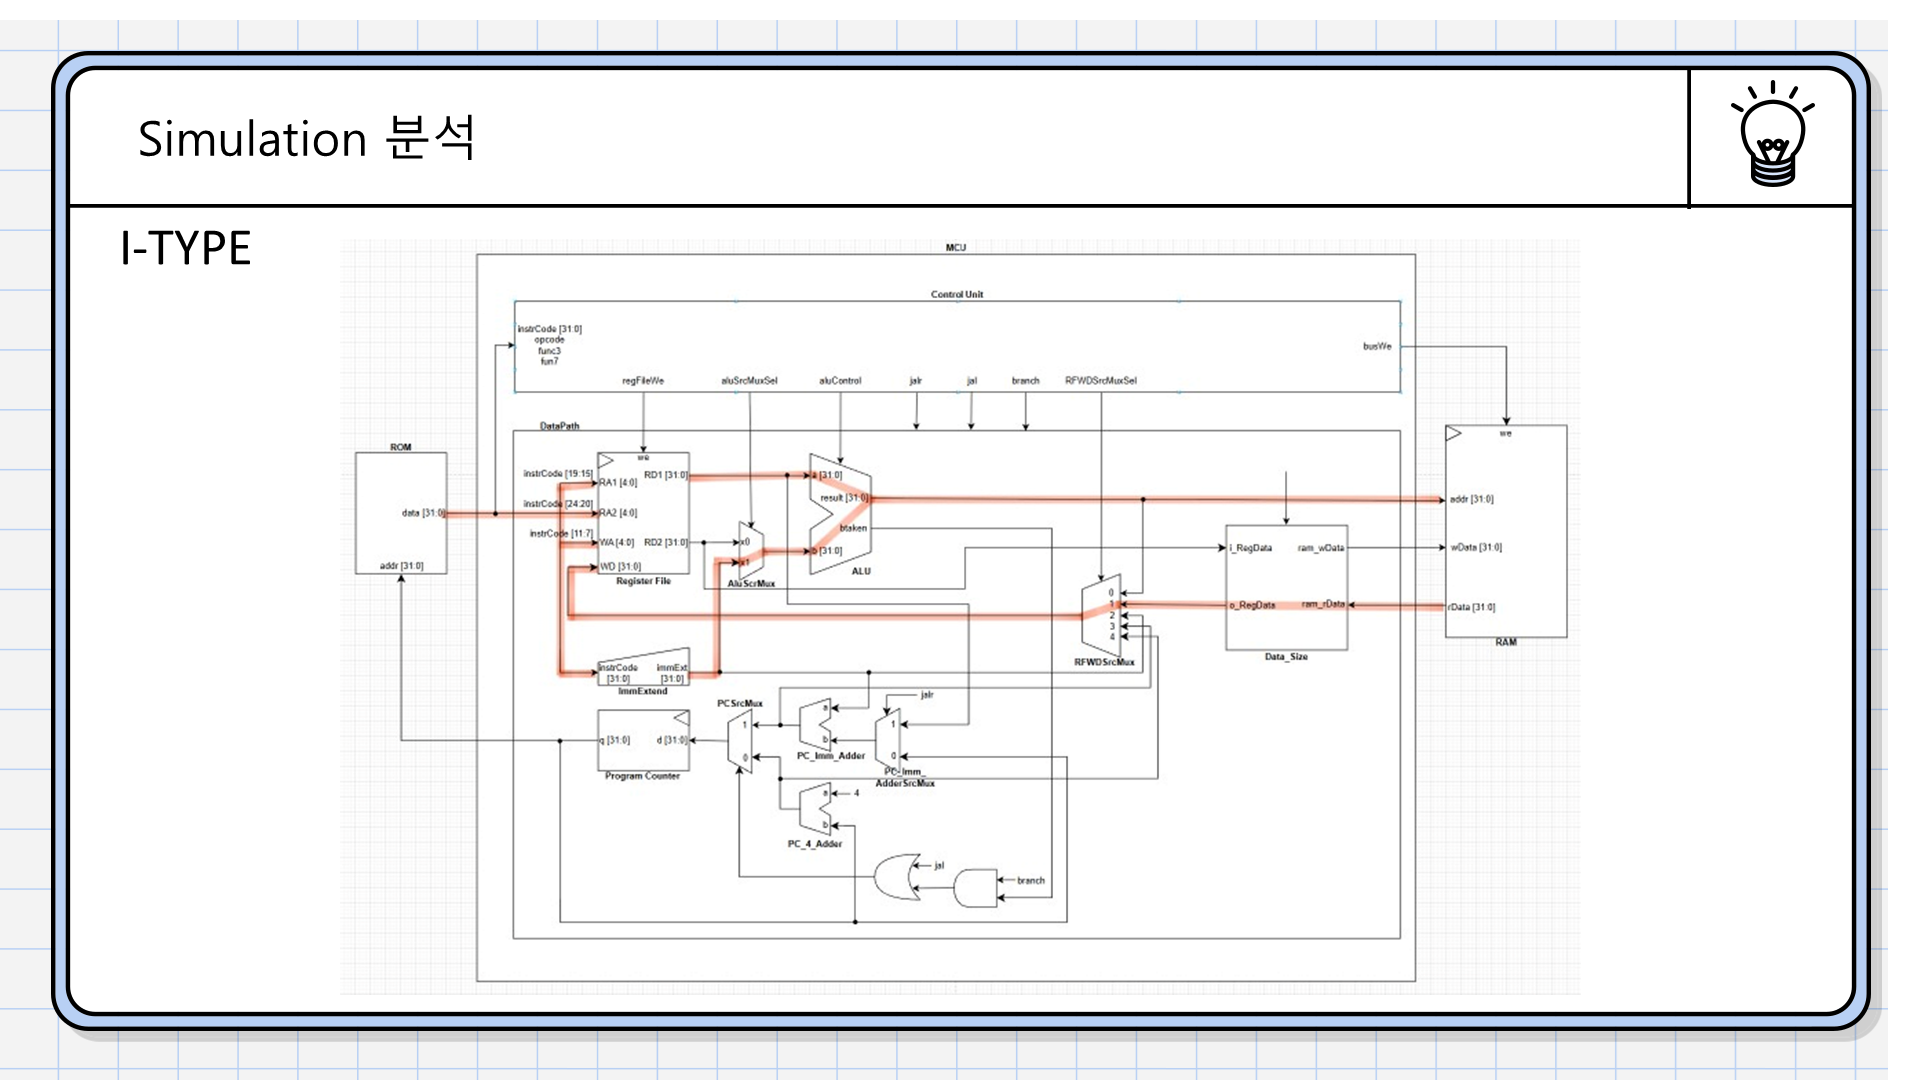 Simulation 분석
I-TYPE
MCU
Control Unit
instrCode [31:0]
opcode
func3
fun7
busWe
regFileWe
aluSrcMuxSel
aluControl
jalr
jal
branch
RFWDSrcMuxSel
DataPath
ROM
data [31:0]
addr [31:0]
instrCode [19:15]
instrCode [24:20]
instrCode [11:7]
we
RA1 [4:0]
RD1 [31:0]
RA2 [4:0]
WA [4:0]
RD2 [31:0]
WD [31:0]
Register File
x0
x1
AluScrMux
a [31:0]
result [31:0]
btaken
b [31:0]
ALU
0
1
2
3
4
RFWDSrcMux
i_RegData
ram_wData
o_RegData
ram_rData
Data_Size
we
addr [31:0]
wData [31:0]
rData [31:0]
RAM
instrCode
[31:0]
immExt
[31:0]
ImmExtend
q [31:0]
d [31:0]
Program Counter
PCSrcMux
1
0
a
b
PC_Imm_Adder
jalr
1
0
PC_Imm_
AdderSrcMux
a
4
b
PC_4_Adder
jal
branch